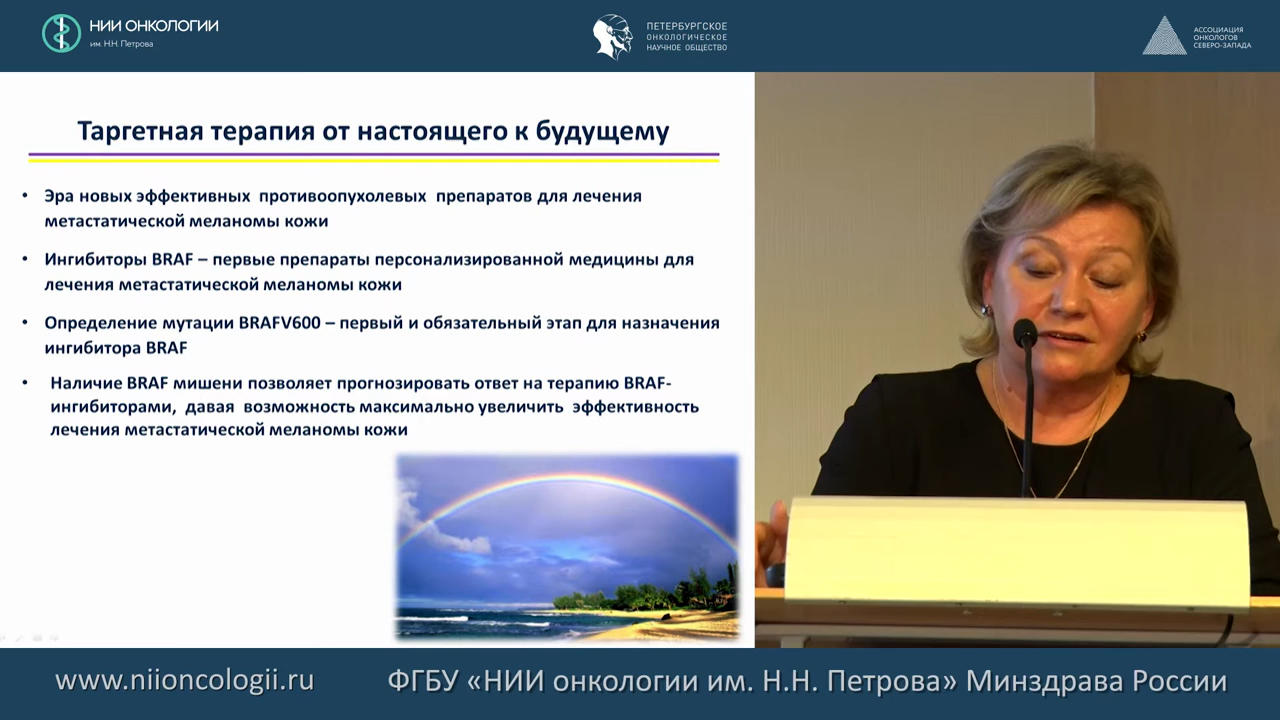 НИИ ОНКОЛОГИИ
им. Н.Н. Петрова
ПЕТЕРБУРГСКОЕ
ОНКОЛОГИЧЕСКОЕ
НАУЧНОЕ ОБЩЕСТВО
АССОЦИАЦИЯ
ОНКОЛОГОВ
СЕВЕРО-ЗАПАДА
Таргетная терапия от настоящего к будущему
• Эра новых эффективных противоопухолевых препаратов для лечения
метастатической меланомы кожи
• Ингибиторы BRAF – первые препараты персонализированной медицины для
лечения метастатической меланомы кожи
• Определение мутации BRAFV600 – первый и обязательный этап для назначения
ингибитора BRAF
• Наличие BRAF мишени позволяет прогнозировать ответ на терапию BRAF-
ингибиторами, давая возможность максимально увеличить эффективность
лечения метастатической меланомы кожи
www.niioncologii.ru
ФГБУ «НИИ онкологии им. Н.Н. Петрова» Минздрава России